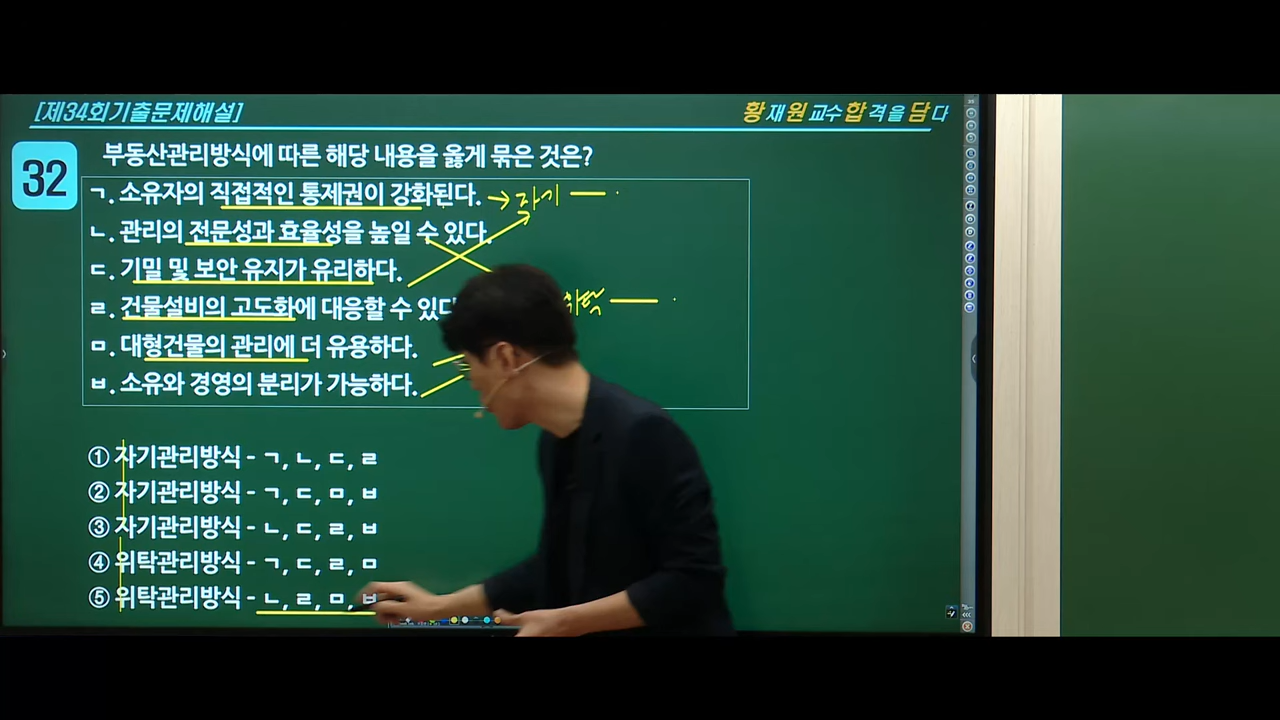 [제34회기출문제해설]
황재원교수합격을담다
32
부동산관리방식에 따른 해당 내용을 옳게 묶은 것은?
ㄱ. 소유자의 직접적인 통제권이 강화된다. → 자기
ㄴ. 관리의 전문성과 효율성을 높일 수 있다.
ㄷ. 기밀 및 보안 유지가 유리하다.
ㄹ. 건물설비의 고도화에 대응할 수 있다 위탁
ㅁ. 대형건물의 관리에 더 유용하다.
ㅂ. 소유와 경영의 분리가 가능하다.
① 자기관리방식 - ㄱ, ㄴ, ㄷ, ㄹ
② 자기관리방식 - ㄱ, ㄷ, ㅁ, ㅂ
③ 자기관리방식 - ㄴ, ㄷ, ㄹ, ㅂ
④ 위탁관리방식 - ㄱ, ㄷ, ㄹ, ㅁ
⑤ 위탁관리방식 - ㄴ, ㄹ, ㅁ, ㅂ